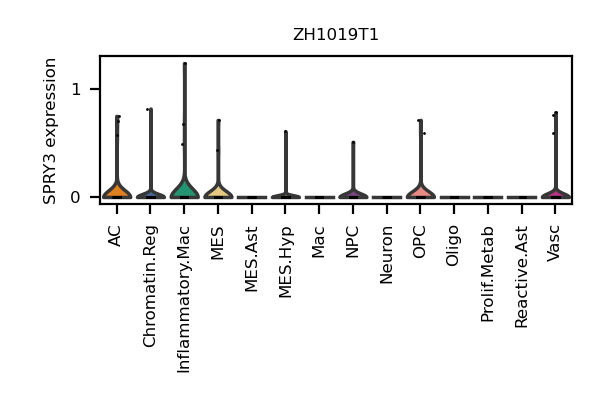 ZH1019T1
SPRY3 expression
1
0
AC
Chromatin.Reg
Inflammatory.Mac
MES
MES.Ast
MES.Hyp
Mac
NPC
Neuron
OPC
Oligo
Prolif.Metab
Reactive.Ast
Vasc